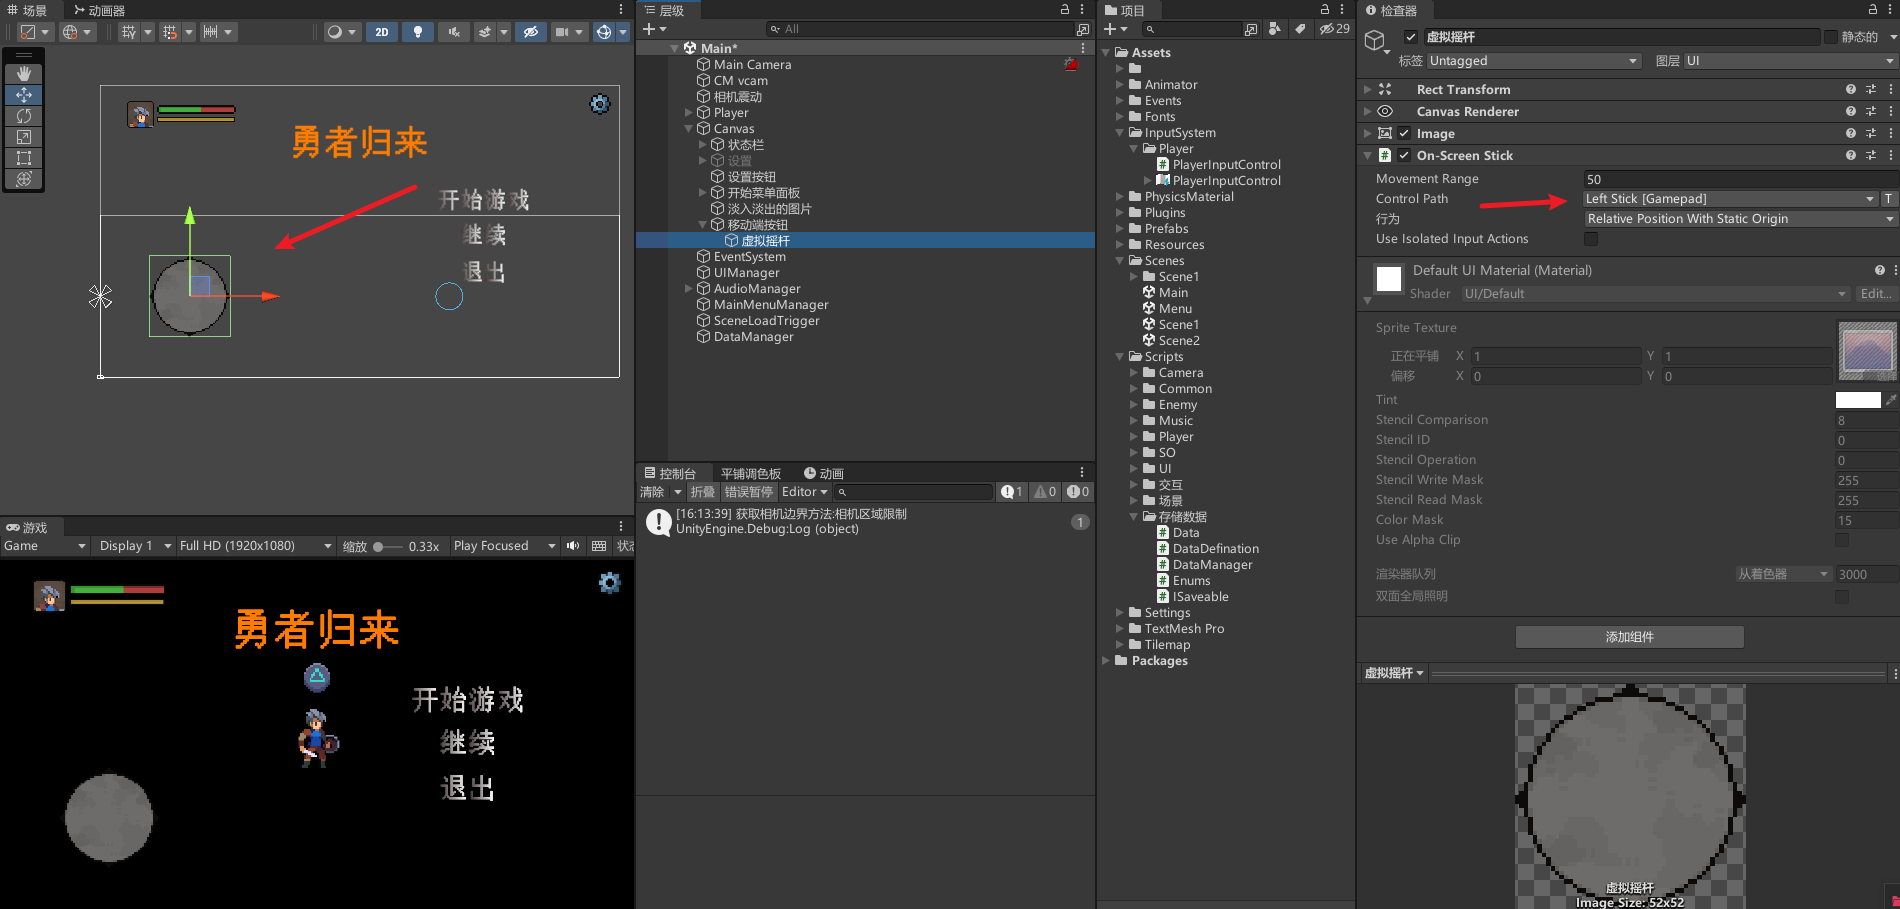 场景
动画器
2D
勇者归来
开始游戏
继续
退出
游戏
Game
Display 1
Full HD (1920x1080)
缩放
0.33x
Play Focused
状态
勇者归来
开始游戏
继续
退出
层级
All
Main*
Main Camera
CM vcam
相机震动
Player
Canvas
状态栏
设置
设置按钮
开始菜单面板
淡入淡出的图片
移动端按钮
虚拟摇杆
EventSystem
UIManager
AudioManager
MainMenuManager
SceneLoadTrigger
DataManager
控制台
平铺调色板
动画
清除
折叠
错误暂停
Editor
1
0
0
[16:13:39] 获取相机边界方法:相机区域限制
UnityEngine.Debug:Log (object)
1
项目
29
Assets
Animator
Events
Fonts
InputSystem
Player
PlayerInputControl
PlayerInputControl
PhysicsMaterial
Plugins
Prefabs
Resources
Scenes
Scene1
Main
Menu
Scene1
Scene2
Scripts
Camera
Common
Enemy
Music
Player
SO
UI
交互
场景
存储数据
Data
DataDefination
DataManager
Enums
ISaveable
Settings
TextMesh Pro
Tilemap
Packages
检查器
虚拟摇杆
静态的
标签 Untagged
图层 UI
Rect Transform
Canvas Renderer
Image
On-Screen Stick
Movement Range 50
Control Path Left Stick [Gamepad] T
行为 Relative Position With Static Origin
Use Isolated Input Actions
Default UI Material (Material)
Shader UI/Default Edit...
Sprite Texture
正在平铺 X 1 Y 1
偏移 X 0 Y 0
选择
Tint
Stencil Comparison 8
Stencil ID 0
Stencil Operation 0
Stencil Write Mask 255
Stencil Read Mask 255
Color Mask 15
Use Alpha Clip
渲染器队列 从着色器 3000
双面全局照明
添加组件
虚拟摇杆
虚拟摇杆
Image Size: 52x52